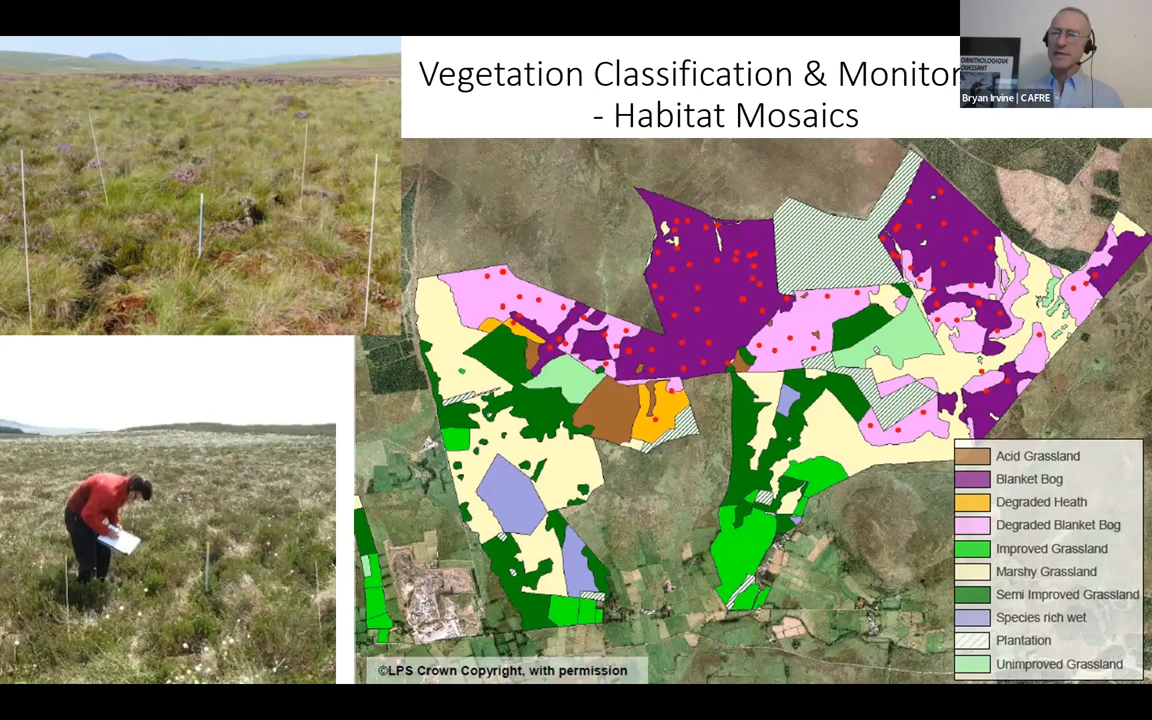 Vegetation Classification & Monitor
- Habitat Mosaics
ORNITHOLOGIQUE
Bryan Irvine | CAFRE
Acid Grassland
Blanket Bog
Degraded Heath
Degraded Blanket Bog
Improved Grassland
Marshy Grassland
Semi Improved Grassland
Species rich wet
Plantation
Unimproved Grassland
©LPS Crown Copyright, with permission